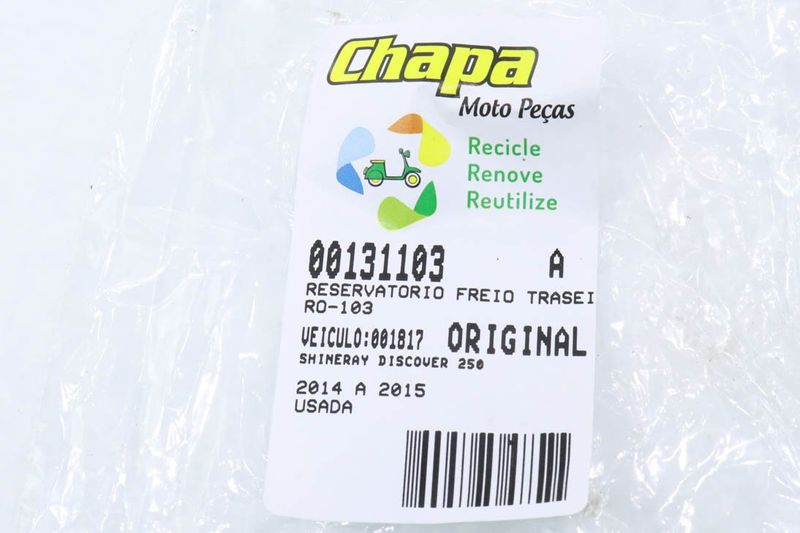 Chapa
Moto Peças
Recicle
Renove
Reutilize
00131103 A
RESERVATORIO FREIO TRASEI
RO-103
VEICULO:001817 ORIGINAL
SHINERAY DISCOVER 250
2014 A 2015
USADA